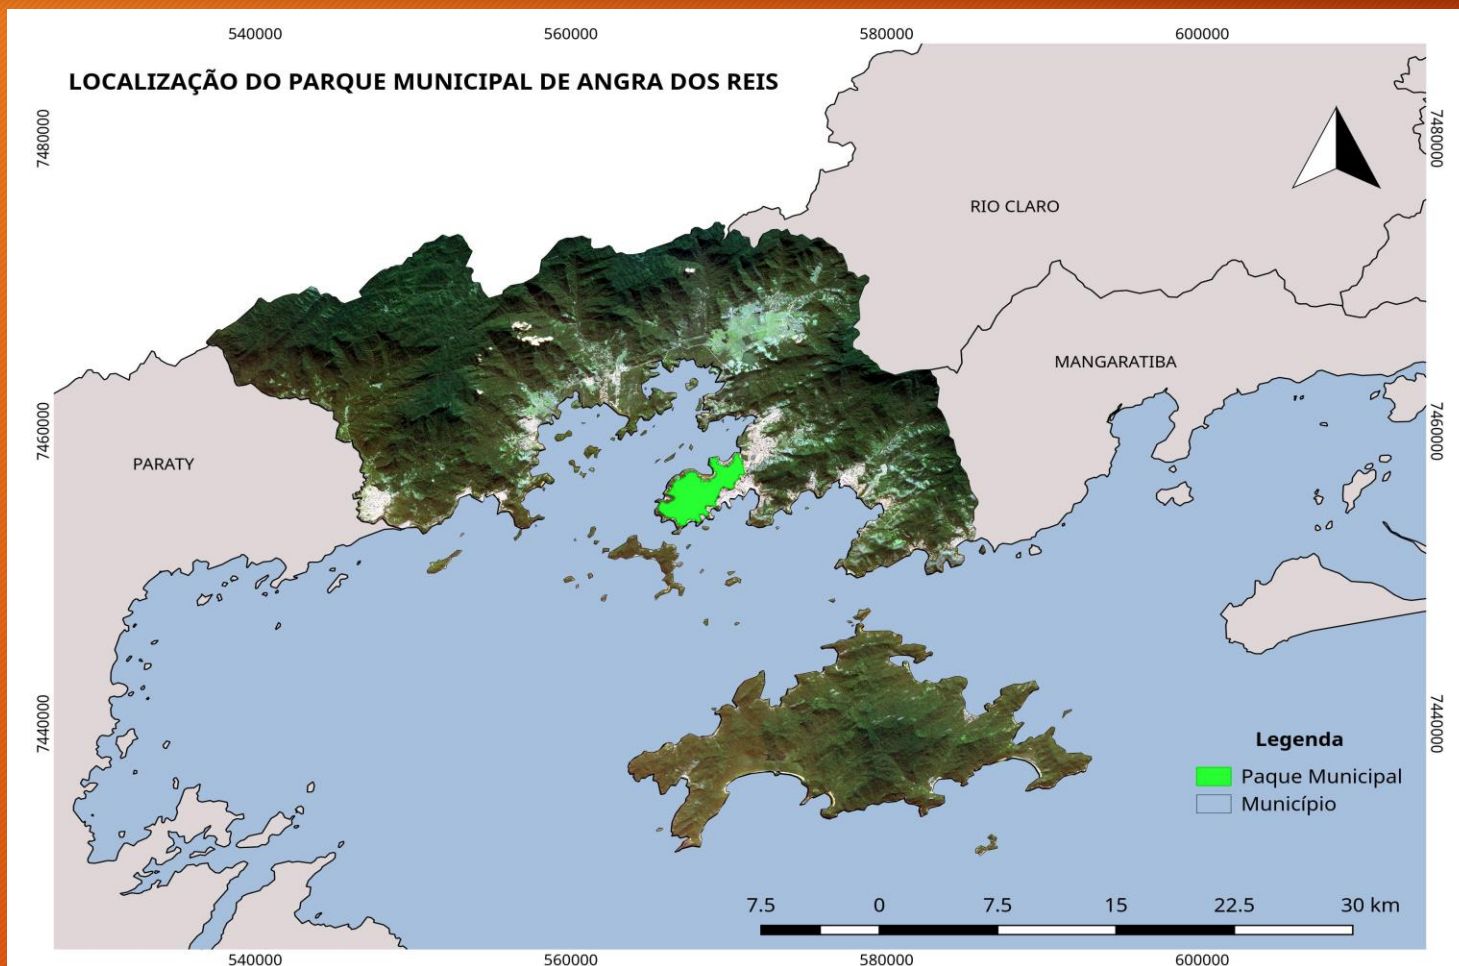 540000 560000 580000 600000
LOCALIZAÇÃO DO PARQUE MUNICIPAL DE ANGRA DOS REIS
7480000 7480000
RIO CLARO
MANGARATIBA
7460000 7460000
PARATY
7440000 7440000
Legenda
Paque Municipal
Município
7.5 0 7.5 15 22.5 30 km
540000 560000 580000 600000